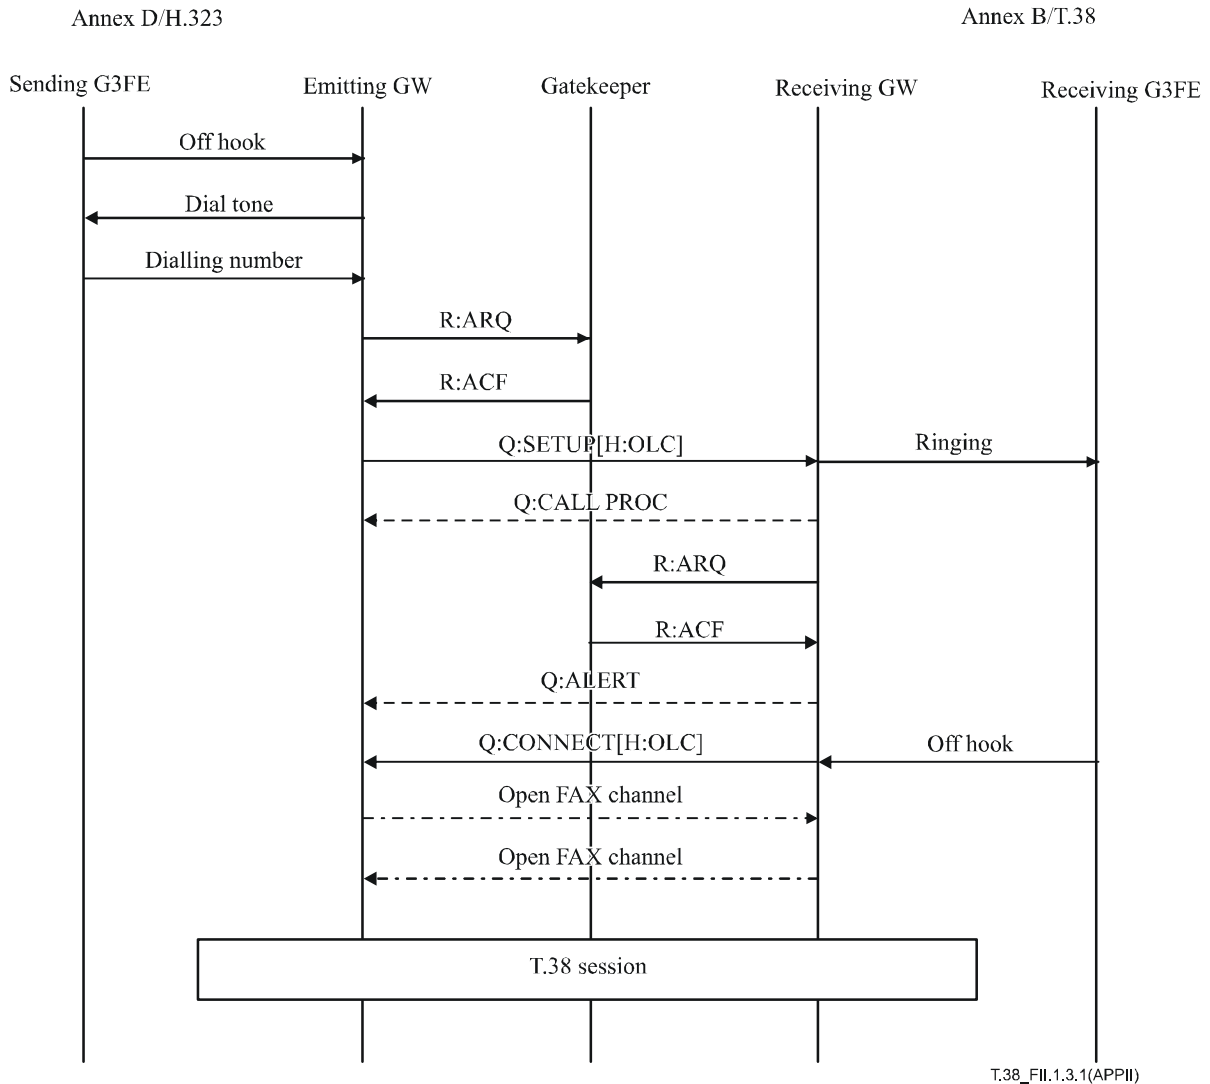 Annex D/H.323
Annex B/T.38
Sending G3FE
Emitting GW
Gatekeeper
Receiving GW
Receiving G3FE
Off hook
Dial tone
Dialling number
R:ARQ
R:ACF
Q:SETUP[H:OLC]
Ringing
Q:CALL PROC
R:ARQ
R:ACF
Q:ALERT
Q:CONNECT[H:OLC]
Off hook
Open FAX channel
Open FAX channel
T.38 session
T.38_FII.1.3.1(APPII)